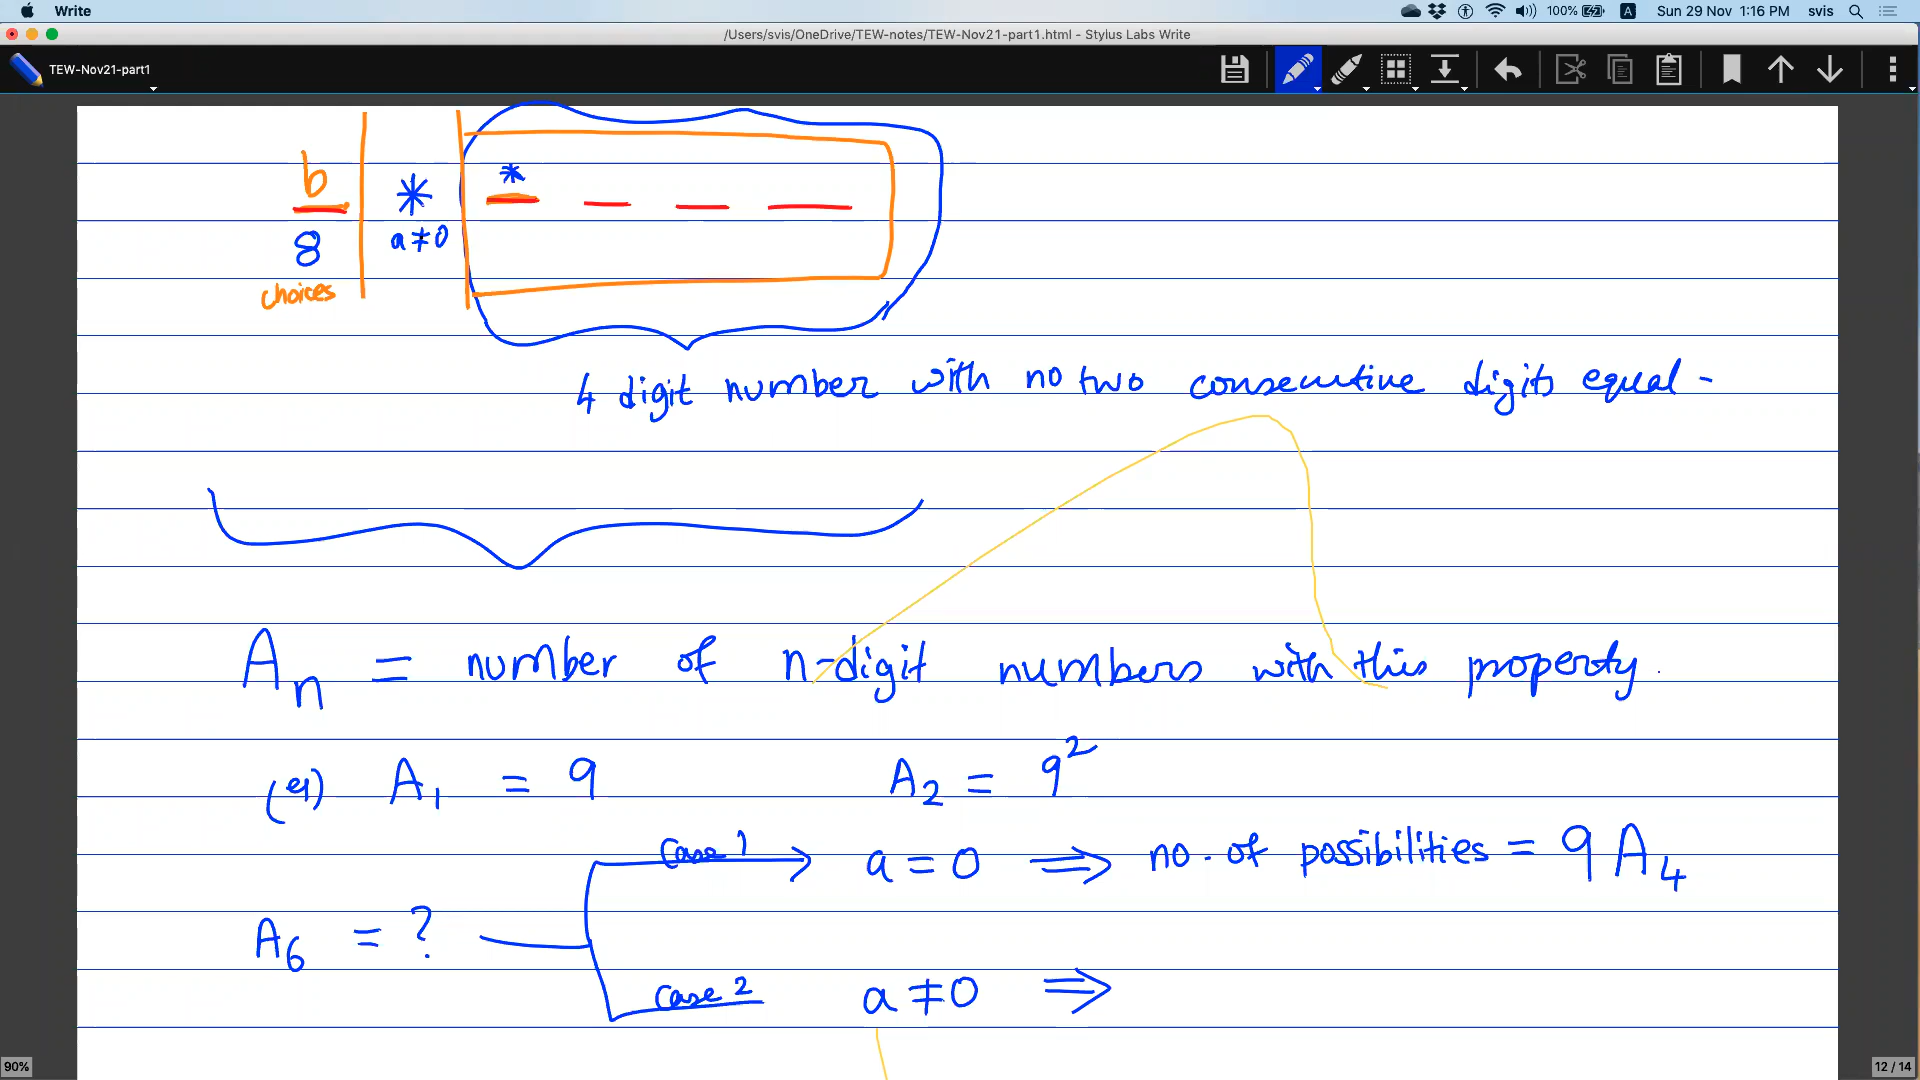 Write
100%
A
Sun 29 Nov 1:16 PM svis
/Users/svis/OneDrive/TEW-notes/TEW-Nov21-part1.html - Stylus Labs Write
TEW-Nov21-part1
b * *
8 a≠0
choices
4 digit number with no two consecutive digits equal -
Aₙ = number of n-digit numbers with this property.
A₁ = 9 A₂ = 9²
Case 1 a = 0 ⇒ no. of possibilities = 9 A₄
A₆ = ?
Case 2 a ≠ 0 ⇒
90%
12 / 14